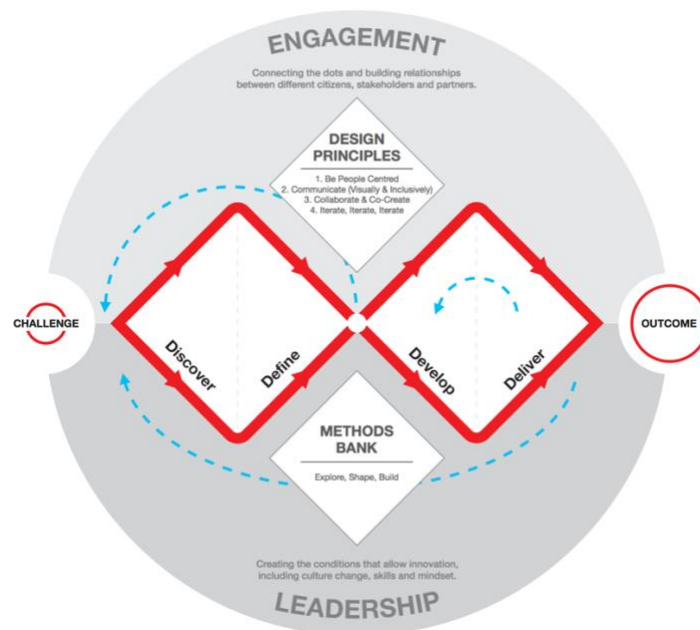 ENGAGEMENT
Connecting the dots and building relationships
between different citizens, stakeholders and partners.
DESIGN
PRINCIPLES
1. Be People Centred
2. Communicate (Visually & Inclusively)
3. Collaborate & Co-Create
4. Iterate, Iterate, Iterate
CHALLENGE
OUTCOME
Discover
Define
Develop
Deliver
METHODS
BANK
Explore, Shape, Build
Creating the conditions that allow innovation,
including culture change, skills and mindset.
LEADERSHIP